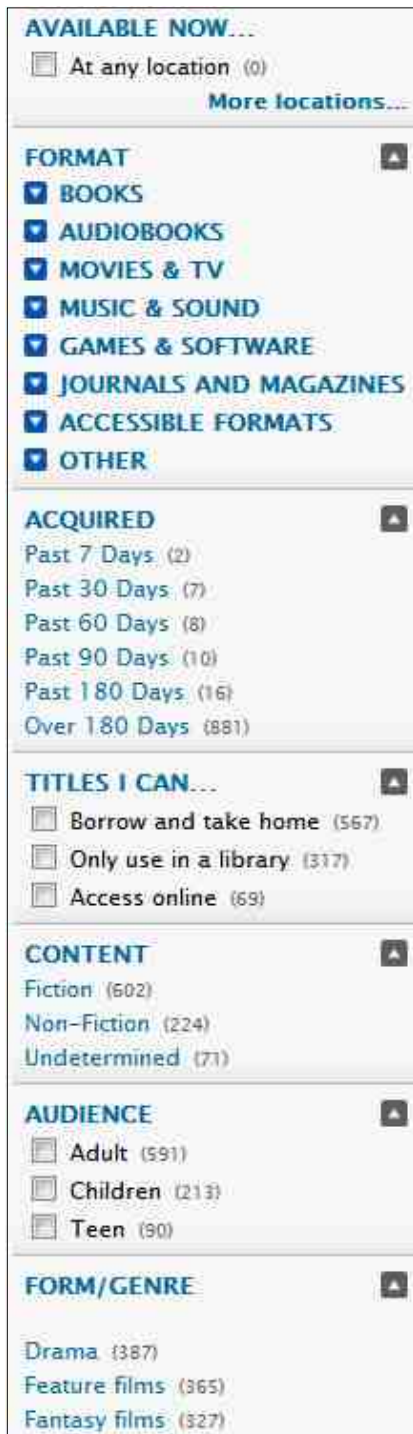 AVAILABLE NOW...
At any location (0)
More locations...
FORMAT
BOOKS
AUDIOBOOKS
MOVIES & TV
MUSIC & SOUND
GAMES & SOFTWARE
JOURNALS AND MAGAZINES
ACCESSIBLE FORMATS
OTHER
ACQUIRED
Past 7 Days (2)
Past 30 Days (7)
Past 60 Days (8)
Past 90 Days (10)
Past 180 Days (16)
Over 180 Days (881)
TITLES I CAN...
Borrow and take home (567)
Only use in a library (317)
Access online (69)
CONTENT
Fiction (602)
Non-Fiction (224)
Undetermined (71)
AUDIENCE
Adult (591)
Children (213)
Teen (90)
FORM/GENRE
Drama (387)
Feature films (365)
Fantasy films (327)